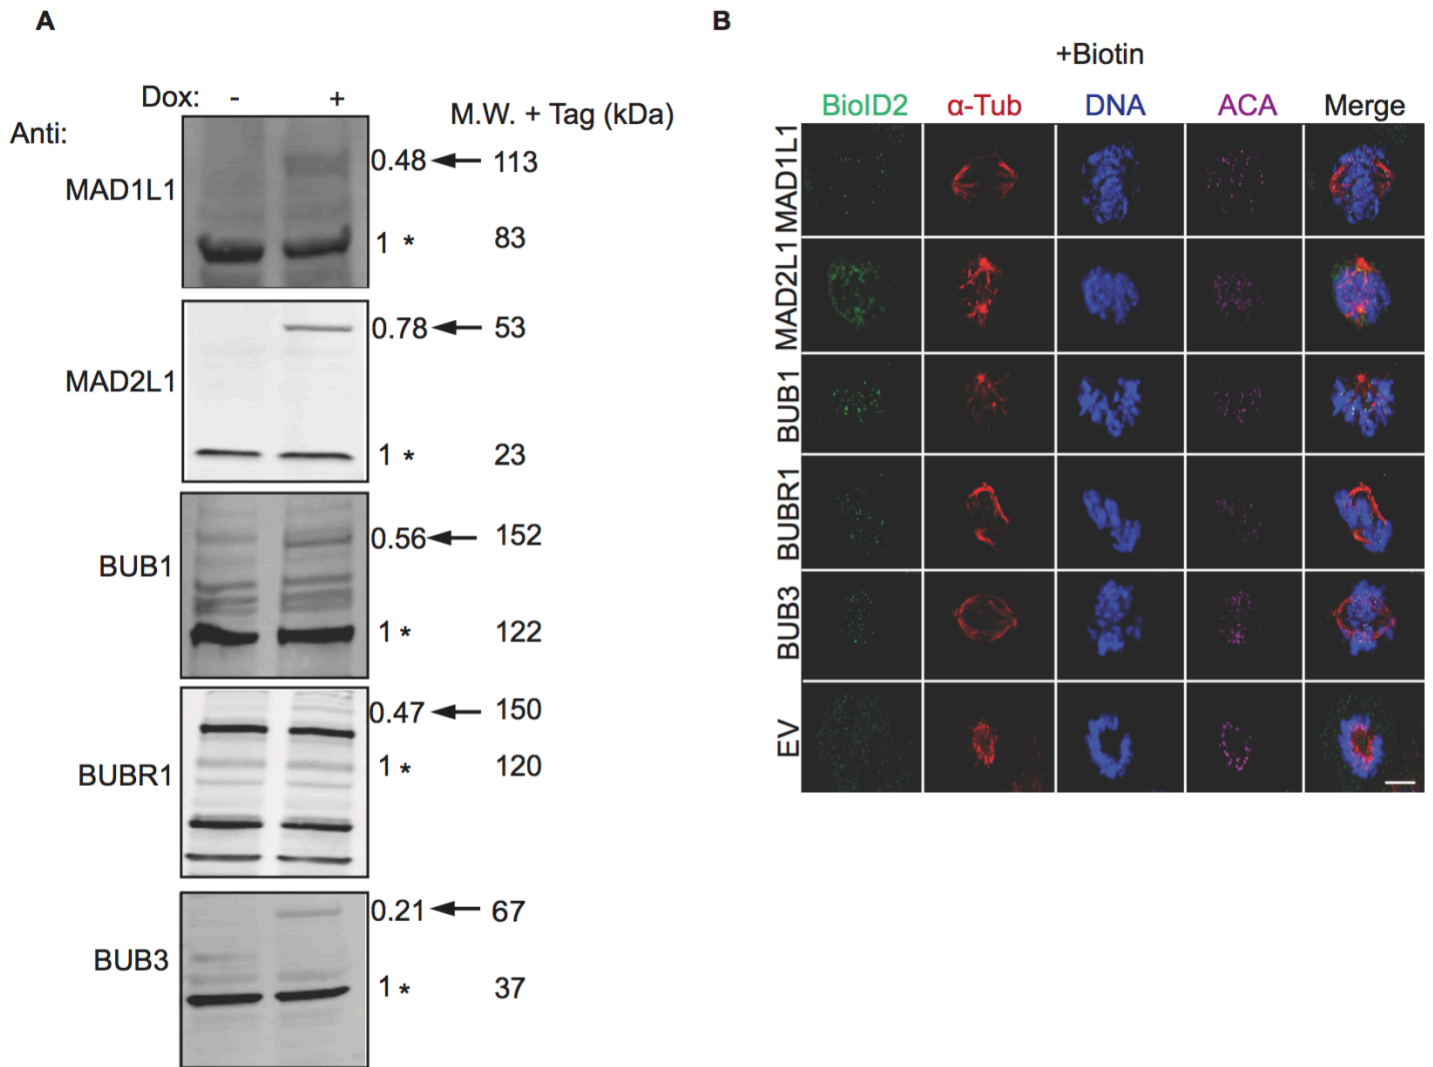 A
Dox: - +
M.W. + Tag (kDa)
Anti:
MAD1L1
0.48 113
1 * 83
MAD2L1
0.78 53
1 * 23
BUB1
0.56 152
1 * 122
BUBR1
0.47 150
1 * 120
BUB3
0.21 67
1 * 37
B
+Biotin
BioID2 α-Tub DNA ACA Merge
MAD1L1
MAD2L1
BUB1
BUBR1
BUB3
EV